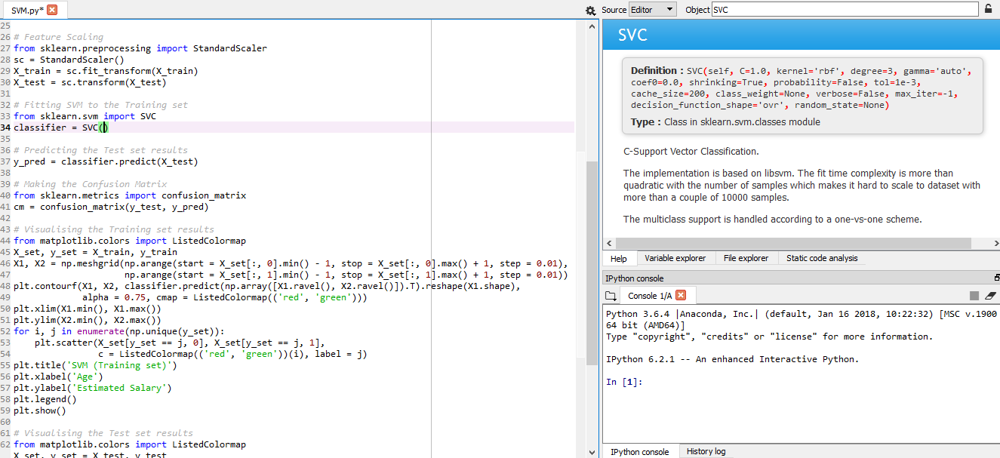 SVM.py*
25
26 # Feature Scaling
27 from sklearn.preprocessing import StandardScaler
28 sc = StandardScaler()
29 X_train = sc.fit_transform(X_train)
30 X_test = sc.transform(X_test)
31
32 # Fitting SVM to the Training set
33 from sklearn.svm import SVC
34 classifier = SVC()
35
36 # Predicting the Test set results
37 y_pred = classifier.predict(X_test)
38
39 # Making the Confusion Matrix
40 from sklearn.metrics import confusion_matrix
41 cm = confusion_matrix(y_test, y_pred)
42
43 # Visualising the Training set results
44 from matplotlib.colors import ListedColormap
45 X_set, y_set = X_train, y_train
46 X1, X2 = np.meshgrid(np.arange(start = X_set[:, 0].min() - 1, stop = X_set[:, 0].max() + 1, step = 0.01),
47 np.arange(start = X_set[:, 1].min() - 1, stop = X_set[:, 1].max() + 1, step = 0.01))
48 plt.contourf(X1, X2, classifier.predict(np.array([X1.ravel(), X2.ravel()]).T).reshape(X1.shape),
49 alpha = 0.75, cmap = ListedColormap(('red', 'green')))
50 plt.xlim(X1.min(), X1.max())
51 plt.ylim(X2.min(), X2.max())
52 for i, j in enumerate(np.unique(y_set)):
53 plt.scatter(X_set[y_set == j, 0], X_set[y_set == j, 1],
54 c = ListedColormap(('red', 'green'))(i), label = j)
55 plt.title('SVM (Training set)')
56 plt.xlabel('Age')
57 plt.ylabel('Estimated Salary')
58 plt.legend()
59 plt.show()
60
61 # Visualising the Test set results
62 from matplotlib.colors import ListedColormap
X_set, y_set = X_test, y_test
Source Editor Object SVC
SVC
Definition : SVC(self, C=1.0, kernel='rbf', degree=3, gamma='auto',
coef0=0.0, shrinking=True, probability=False, tol=1e-3,
cache_size=200, class_weight=None, verbose=False, max_iter=-1,
decision_function_shape='ovr', random_state=None)
Type : Class in sklearn.svm.classes module
C-Support Vector Classification.
The implementation is based on libsvm. The fit time complexity is more than
quadratic with the number of samples which makes it hard to scale to dataset with
more than a couple of 10000 samples.
The multiclass support is handled according to a one-vs-one scheme.
Help Variable explorer File explorer Static code analysis
IPython console
Console 1/A
Python 3.6.4 |Anaconda, Inc.| (default, Jan 16 2018, 10:22:32) [MSC v.1900
64 bit (AMD64)]
Type "copyright", "credits" or "license" for more information.
IPython 6.2.1 -- An enhanced Interactive Python.
In [1]:
IPython console History log